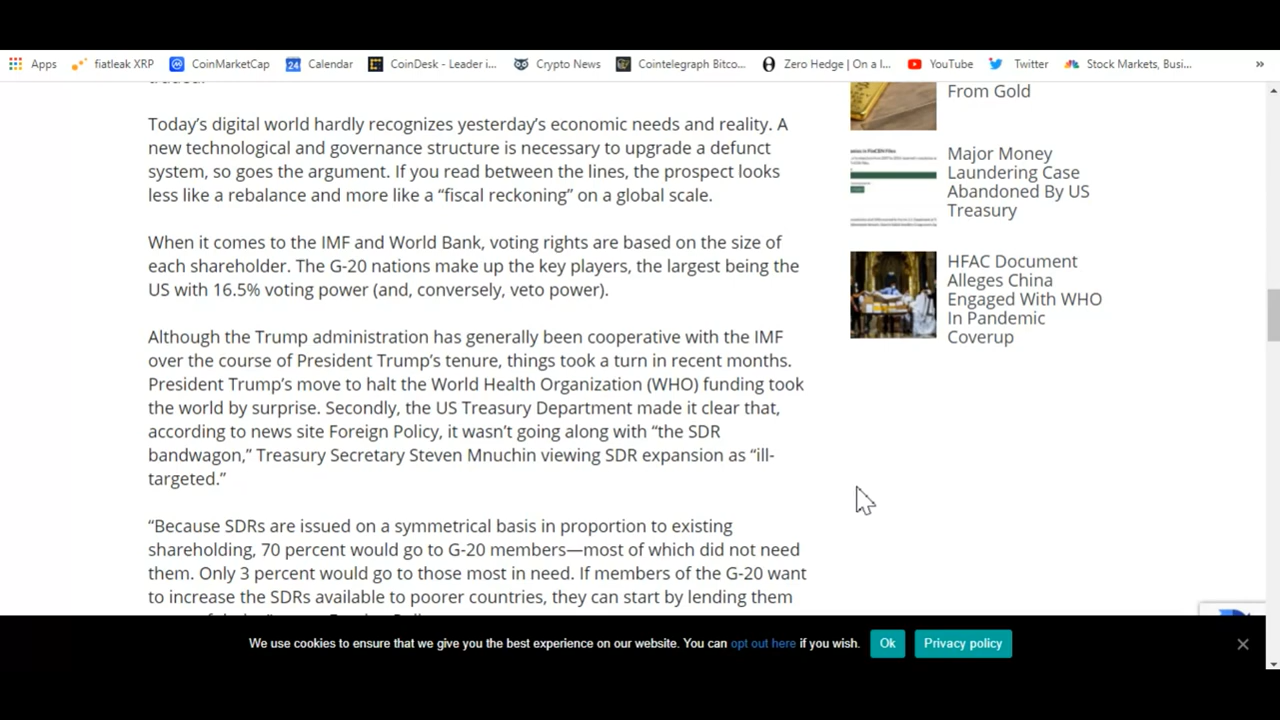 Apps
fiatleak XRP
CoinMarketCap
24
Calendar
CoinDesk - Leader i...
Crypto News
Cointelegraph Bitco...
Zero Hedge | On a l...
YouTube
Twitter
Stock Markets, Busi...
»
Today’s digital world hardly recognizes yesterday’s economic needs and reality. A
new technological and governance structure is necessary to upgrade a defunct
system, so goes the argument. If you read between the lines, the prospect looks
less like a rebalance and more like a “fiscal reckoning” on a global scale.
When it comes to the IMF and World Bank, voting rights are based on the size of
each shareholder. The G-20 nations make up the key players, the largest being the
US with 16.5% voting power (and, conversely, veto power).
Although the Trump administration has generally been cooperative with the IMF
over the course of President Trump’s tenure, things took a turn in recent months.
President Trump’s move to halt the World Health Organization (WHO) funding took
the world by surprise. Secondly, the US Treasury Department made it clear that,
according to news site Foreign Policy, it wasn’t going along with “the SDR
bandwagon,” Treasury Secretary Steven Mnuchin viewing SDR expansion as “ill-
targeted.”
“Because SDRs are issued on a symmetrical basis in proportion to existing
shareholding, 70 percent would go to G-20 members—most of which did not need
them. Only 3 percent would go to those most in need. If members of the G-20 want
to increase the SDRs available to poorer countries, they can start by lending them
From Gold
Major Money
Laundering Case
Abandoned By US
Treasury
HFAC Document
Alleges China
Engaged With WHO
In Pandemic
Coverup
We use cookies to ensure that we give you the best experience on our website. You can opt out here if you wish.
Ok
Privacy policy